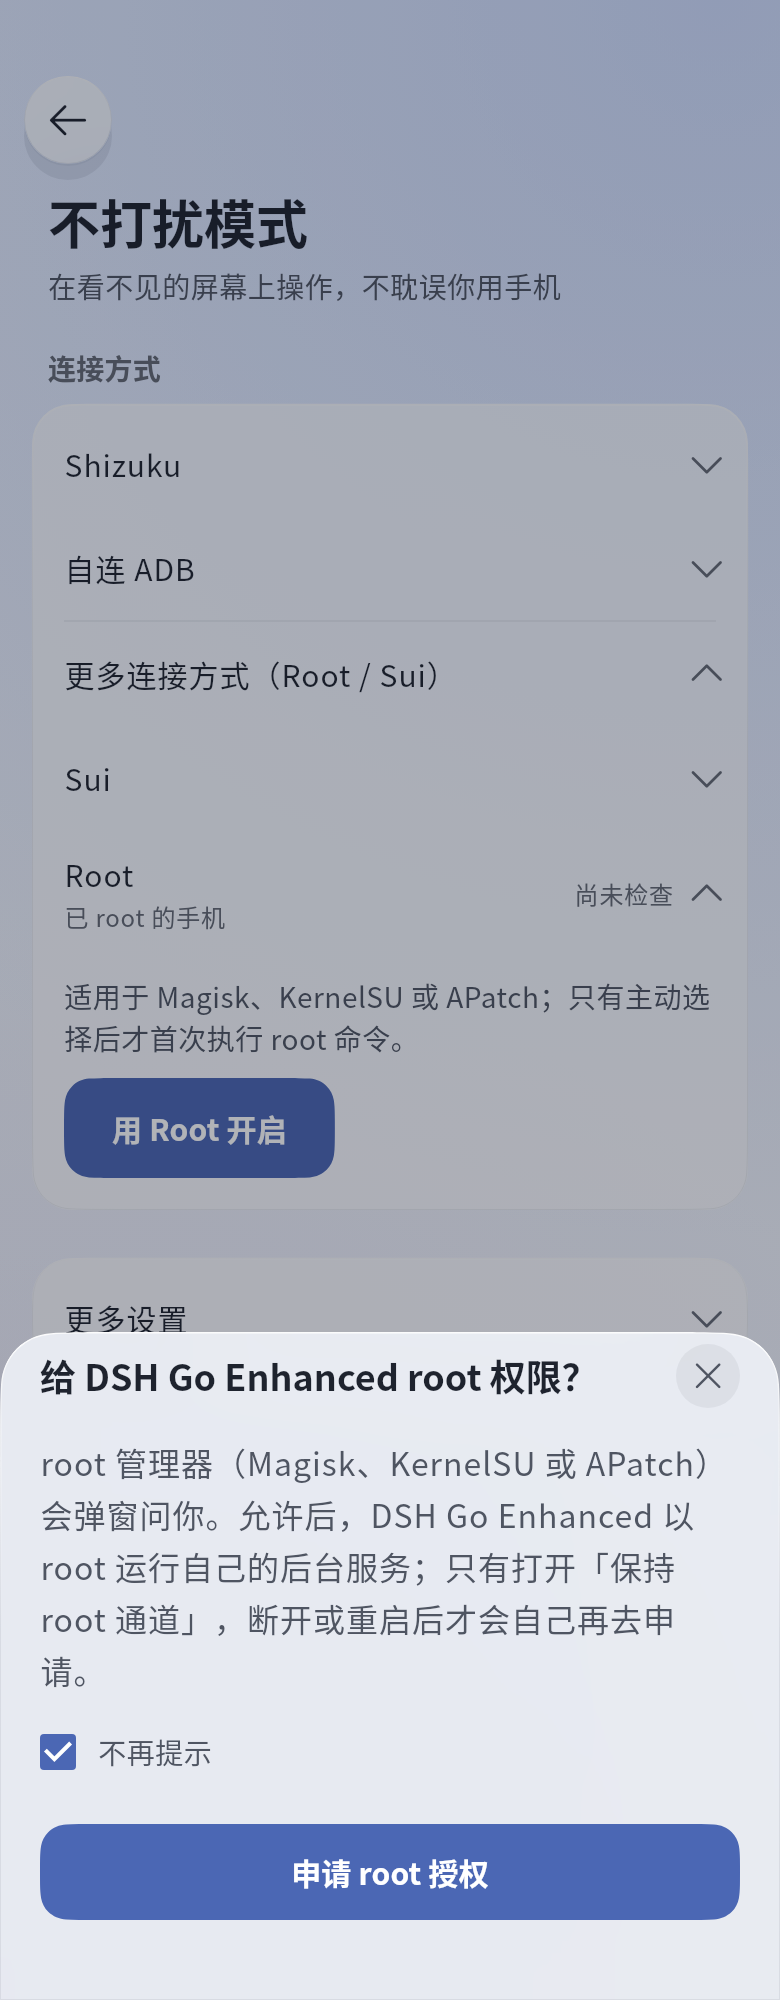 不打扰模式
在看不见的屏幕上操作，不耽误你用手机
连接方式
Shizuku
自连 ADB
更多连接方式（Root / Sui）
Sui
Root
尚未检查
已 root 的手机
适用于 Magisk、KernelSU 或 APatch；只有主动选
择后才首次执行 root 命令。
用 Root 开启
更多设置
给 DSH Go Enhanced root 权限？
root 管理器（Magisk、KernelSU 或 APatch）
会弹窗问你。允许后，DSH Go Enhanced 以
root 运行自己的后台服务；只有打开「保持
root 通道」，断开或重启后才会自己再去申
请。
不再提示
申请 root 授权